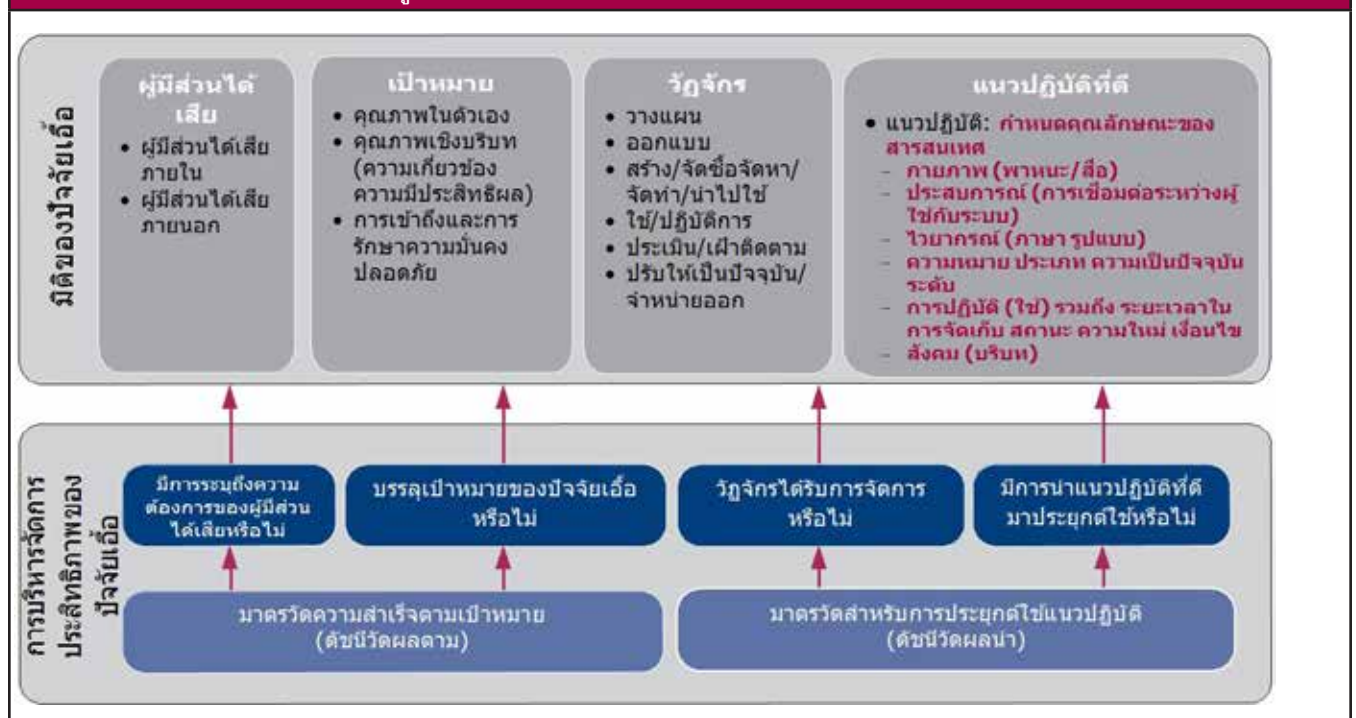 มิติของปัจจัยเอื้อ
ผู้มีส่วนได้
เสีย
• ผู้มีส่วนได้เสีย
ภายใน
• ผู้มีส่วนได้เสีย
ภายนอก
เป้าหมาย
• คุณภาพในตัวเอง
• คุณภาพเชิงบริบท
(ความเกี่ยวข้อง
ความมีประสิทธิผล)
• การเข้าถึงและการ
รักษาความมั่นคง
ปลอดภัย
วัฏจักร
• วางแผน
• ออกแบบ
• สร้าง/จัดซื้อจัดหา/
จัดทำ/นำไปใช้
• ใช้/ปฏิบัติการ
• ประเมิน/เฝ้าติดตาม
• ปรับให้เป็นปัจจุบัน/
จำหน่ายออก
แนวปฏิบัติที่ดี
• แนวปฏิบัติ: กำหนดคุณลักษณะของ
สารสนเทศ
– กายภาพ (พาหนะ/สื่อ)
– ประสบการณ์ (การเชื่อมต่อระหว่างผู้
ใช้กับระบบ)
– ไวยากรณ์ (ภาษา รูปแบบ)
– ความหมาย ประเภท ความเป็นปัจจุบัน
ระดับ
– การปฏิบัติ (ใช้) รวมถึง ระยะเวลาใน
การจัดเก็บ สถานะ ความใหม่ เงื่อนไข
– สังคม (บริบท)
การบริหารจัดการ
ประสิทธิภาพของ
ปัจจัยเอื้อ
มีการระบุถึงความ
ต้องการของผู้มีส่วน
ได้เสียหรือไม่
บรรลุเป้าหมายของปัจจัยเอื้อ
หรือไม่
วัฏจักรได้รับการจัดการ
หรือไม่
มีการนำแนวปฏิบัติที่ดี
มาประยุกต์ใช้หรือไม่
มาตรวัดความสำเร็จตามเป้าหมาย
(ดัชนีวัดผลตาม)
มาตรวัดสำหรับการประยุกต์ใช้แนวปฏิบัติ
(ดัชนีวัดผลนำ)